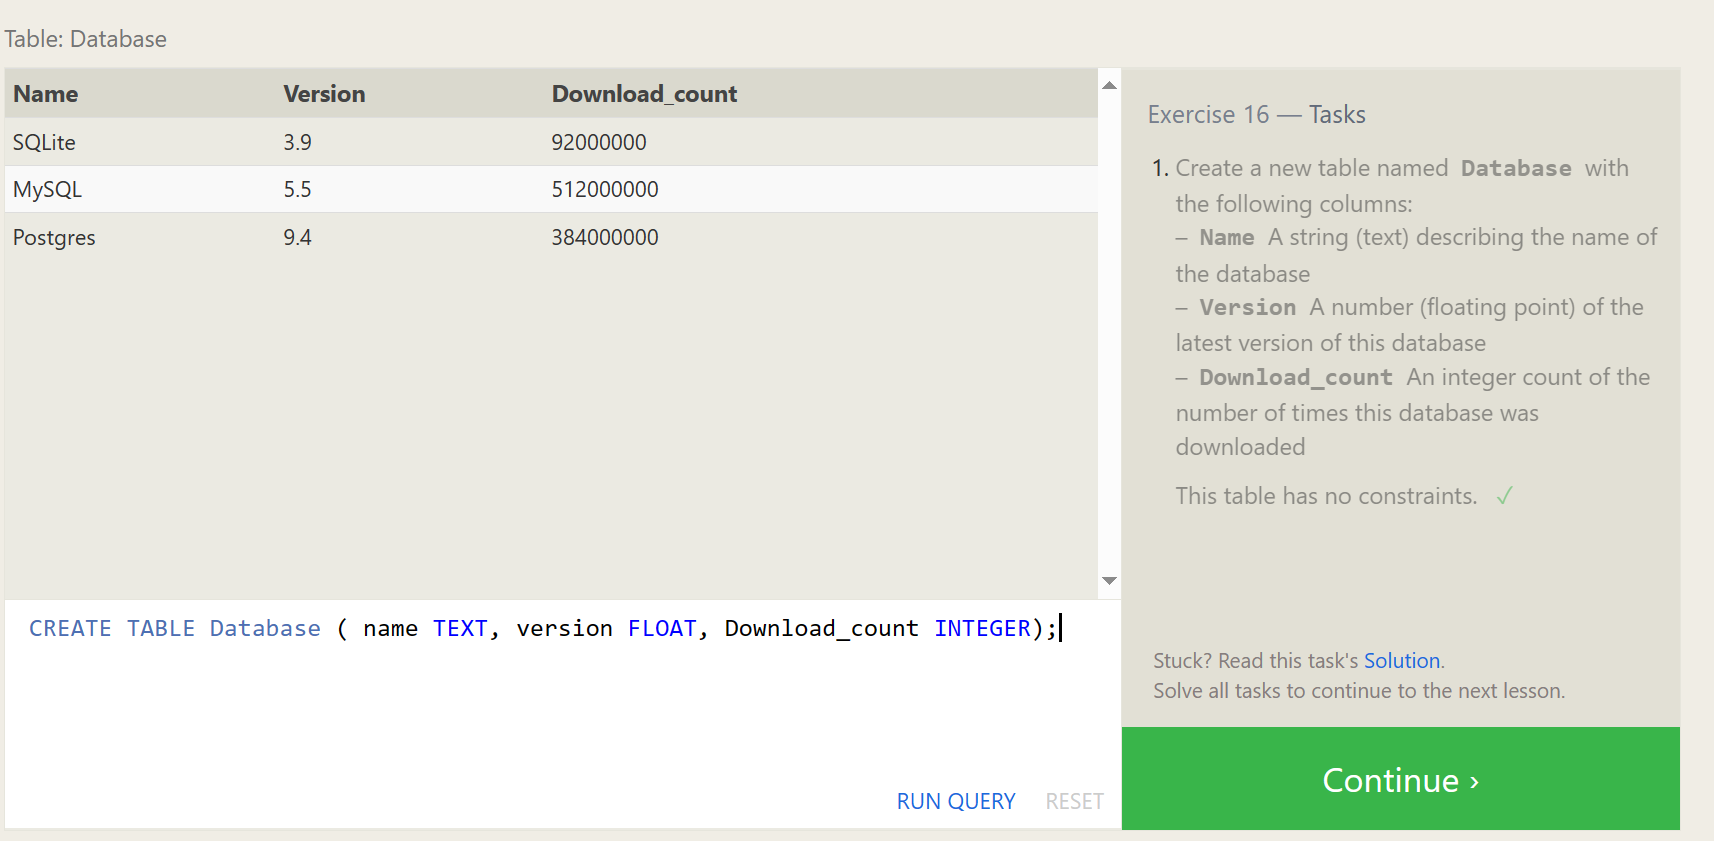 Table: Database
Name Version Download_count
SQLite 3.9 92000000
MySQL 5.5 512000000
Postgres 9.4 384000000
CREATE TABLE Database ( name TEXT, version FLOAT, Download_count INTEGER);
RUN QUERY RESET
Exercise 16 — Tasks
1. Create a new table named Database with
the following columns:
– Name A string (text) describing the name of
the database
– Version A number (floating point) of the
latest version of this database
– Download_count An integer count of the
number of times this database was
downloaded
This table has no constraints. ✓
Stuck? Read this task's Solution.
Solve all tasks to continue to the next lesson.
Continue ›